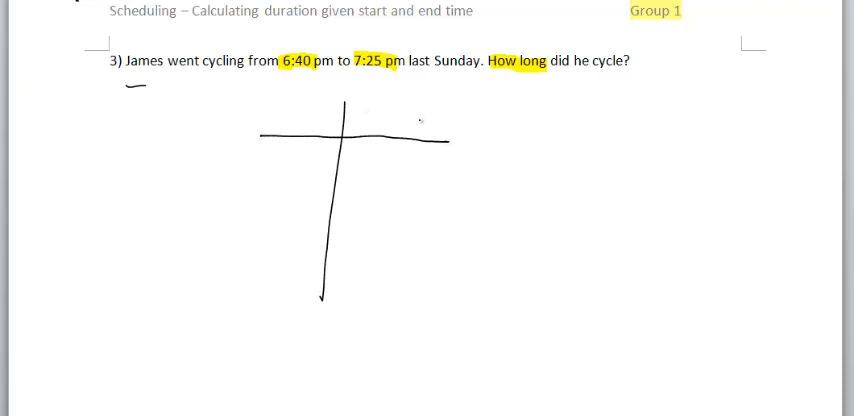 Scheduling – Calculating duration given start and end time Group 1
3) James went cycling from 6:40 pm to 7:25 pm last Sunday. How long did he cycle?